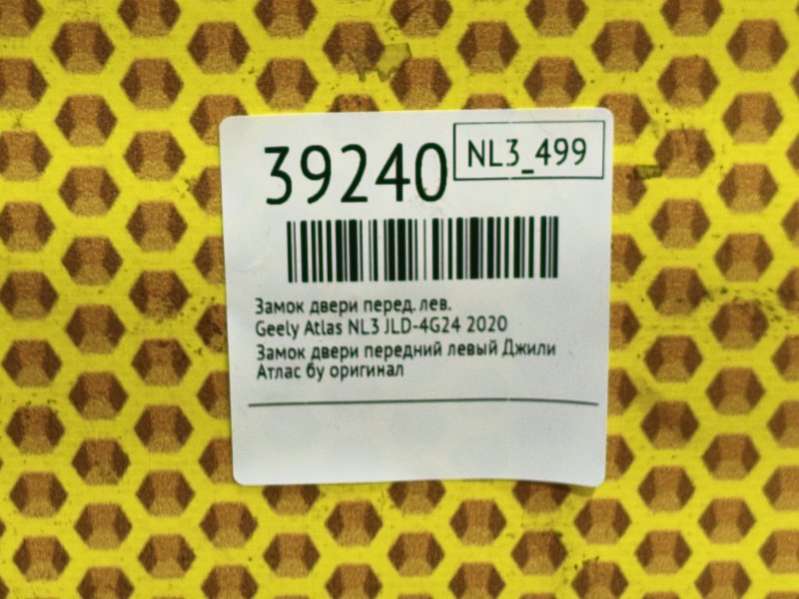 39240
NL3_499
Замок двери перед. лев.
Geely Atlas NL3 JLD-4G24 2020
Замок двери передний левый Джили
Атлас бу оригинал